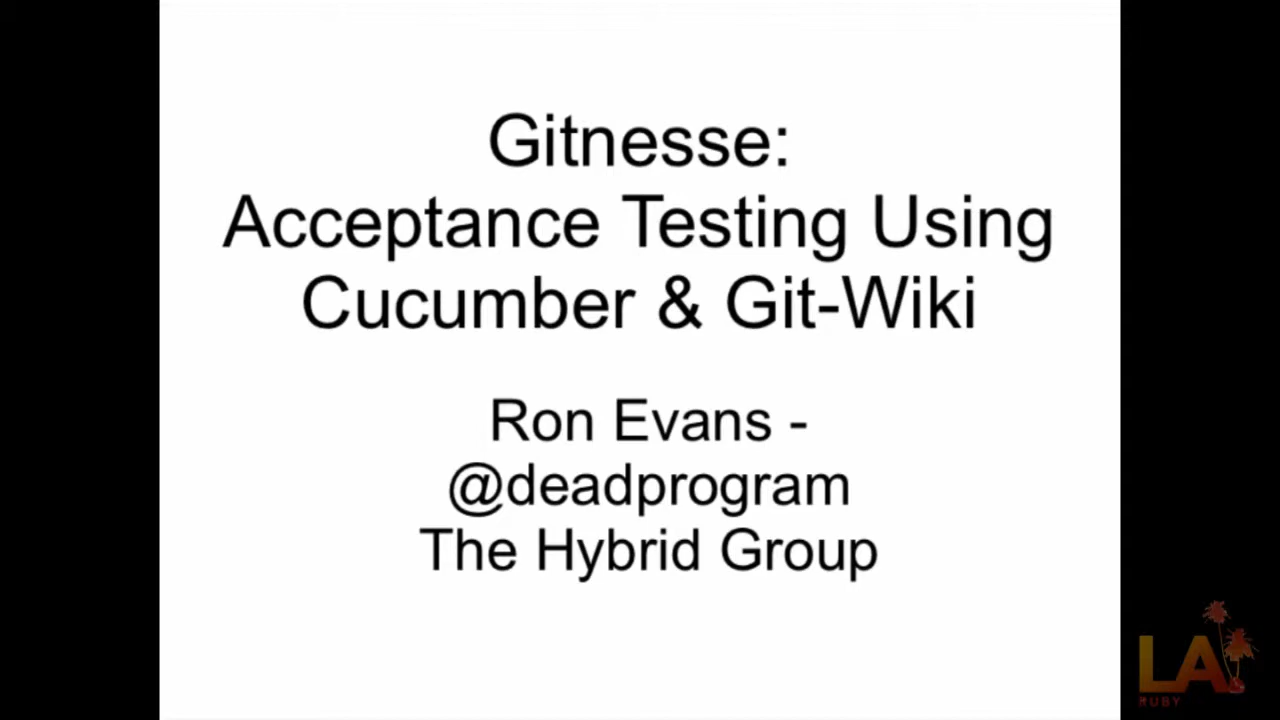 Gitnesse:
Acceptance Testing Using
Cucumber & Git-Wiki
Ron Evans -
@deadprogram
The Hybrid Group
LA
RUBY